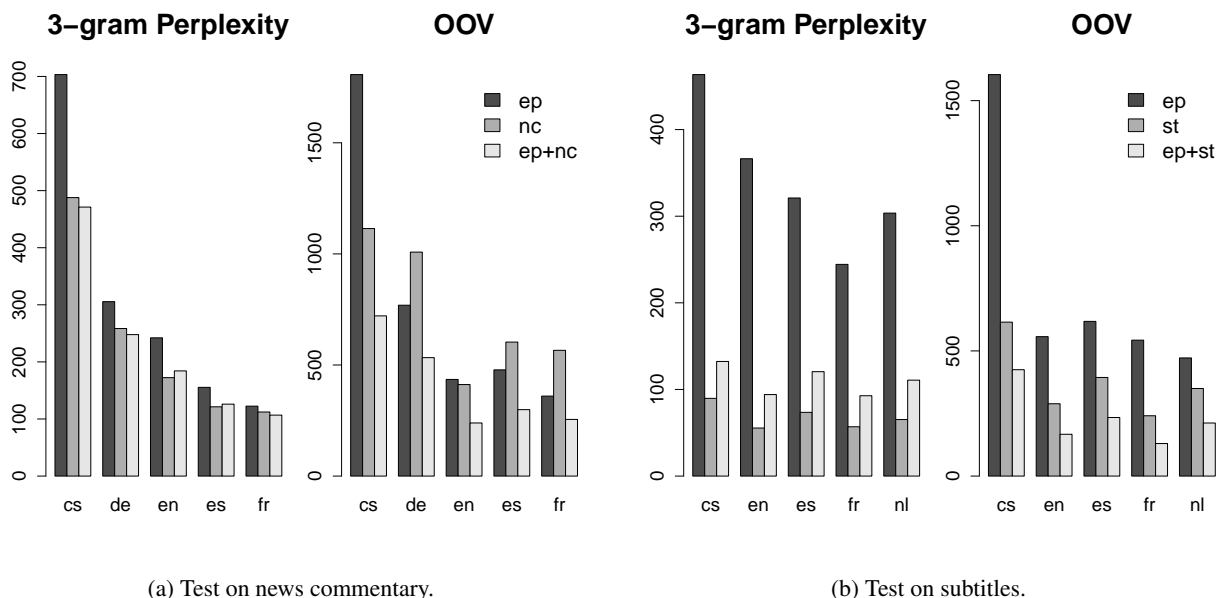 3−gram Perplexity
0 100 200 300 400 500 600 700
cs de en es fr
OOV
0 500 1000 1500
ep
nc
ep+nc
cs de en es fr
(a) Test on news commentary.
3−gram Perplexity
0 100 200 300 400
cs en es fr nl
OOV
0 500 1000 1500
ep
st
ep+st
cs en es fr nl
(b) Test on subtitles.